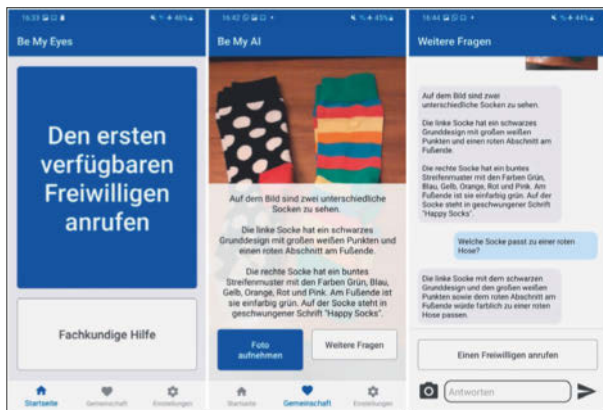 16:33
46%
Be My Eyes
Den ersten
verfügbaren
Freiwilligen
anrufen
Fachkundige Hilfe
Startseite
Gemeinschaft
Einstellungen
16:42
45%
Be My AI
Auf dem Bild sind zwei unterschiedliche
Socken zu sehen.
Die linke Socke hat ein schwarzes
Grunddesign mit großen weißen Punkten und
einen roten Abschnitt am Fußende.
Die rechte Socke hat ein buntes
Streifenmuster mit den Farben Grün, Blau,
Gelb, Orange, Rot und Pink. Am Fußende ist
sie einfarbig grün. Auf der Socke steht in
geschwungener Schrift "Happy Socks".
Foto
aufnehmen
Weitere Fragen
Startseite
Gemeinschaft
Einstellungen
16:44
44%
Weitere Fragen
Auf dem Bild sind zwei
unterschiedliche Socken zu sehen.
Die linke Socke hat ein schwarzes
Grunddesign mit großen weißen
Punkten und einen roten Abschnitt am
Fußende.
Die rechte Socke hat ein buntes
Streifenmuster mit den Farben Grün,
Blau, Gelb, Orange, Rot und Pink. Am
Fußende ist sie einfarbig grün. Auf der
Socke steht in geschwungener Schrift
"Happy Socks".
Welche Socke passt zu einer roten
Hose?
Die linke Socke mit dem schwarzen
Grunddesign und den großen weißen
Punkten sowie dem roten Abschnitt am
Fußende würde farblich zu einer roten
Hose passen.
Einen Freiwilligen anrufen
Antworten